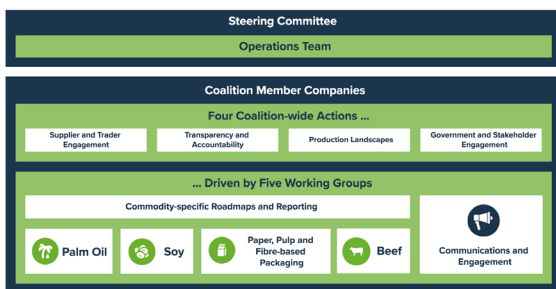 Steering Committee
Operations Team
Coalition Member Companies
Four Coalition-wide Actions ...
Supplier and Trader
Engagement
Transparency and
Accountability
Production Landscapes
Government and Stakeholder
Engagement
... Driven by Five Working Groups
Commodity-specific Roadmaps and Reporting
Palm Oil
Soy
Paper, Pulp and
Fibre-based
Packaging
Beef
Communications and
Engagement